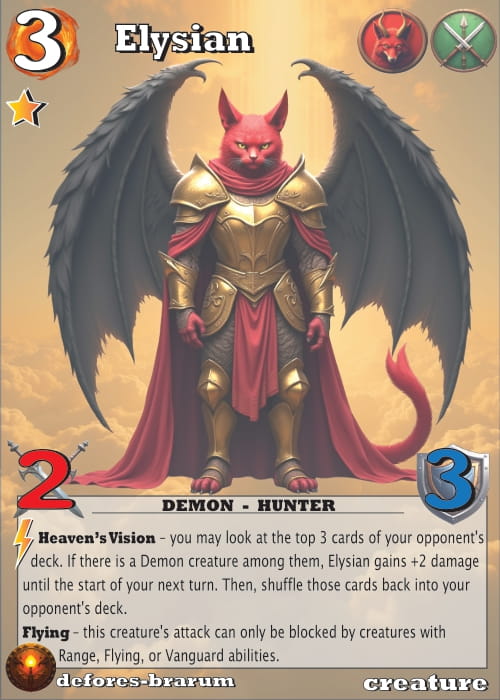 3
Elysian
2
3
DEMON - HUNTER
Heaven's Vision – you may look at the top 3 cards of your opponent's
deck. If there is a Demon creature among them, Elysian gains +2 damage
until the start of your next turn. Then, shuffle those cards back into your
opponent's deck.
Flying – this creature's attack can only be blocked by creatures with
Range, Flying, or Vanguard abilities.
defores-brarum
creature